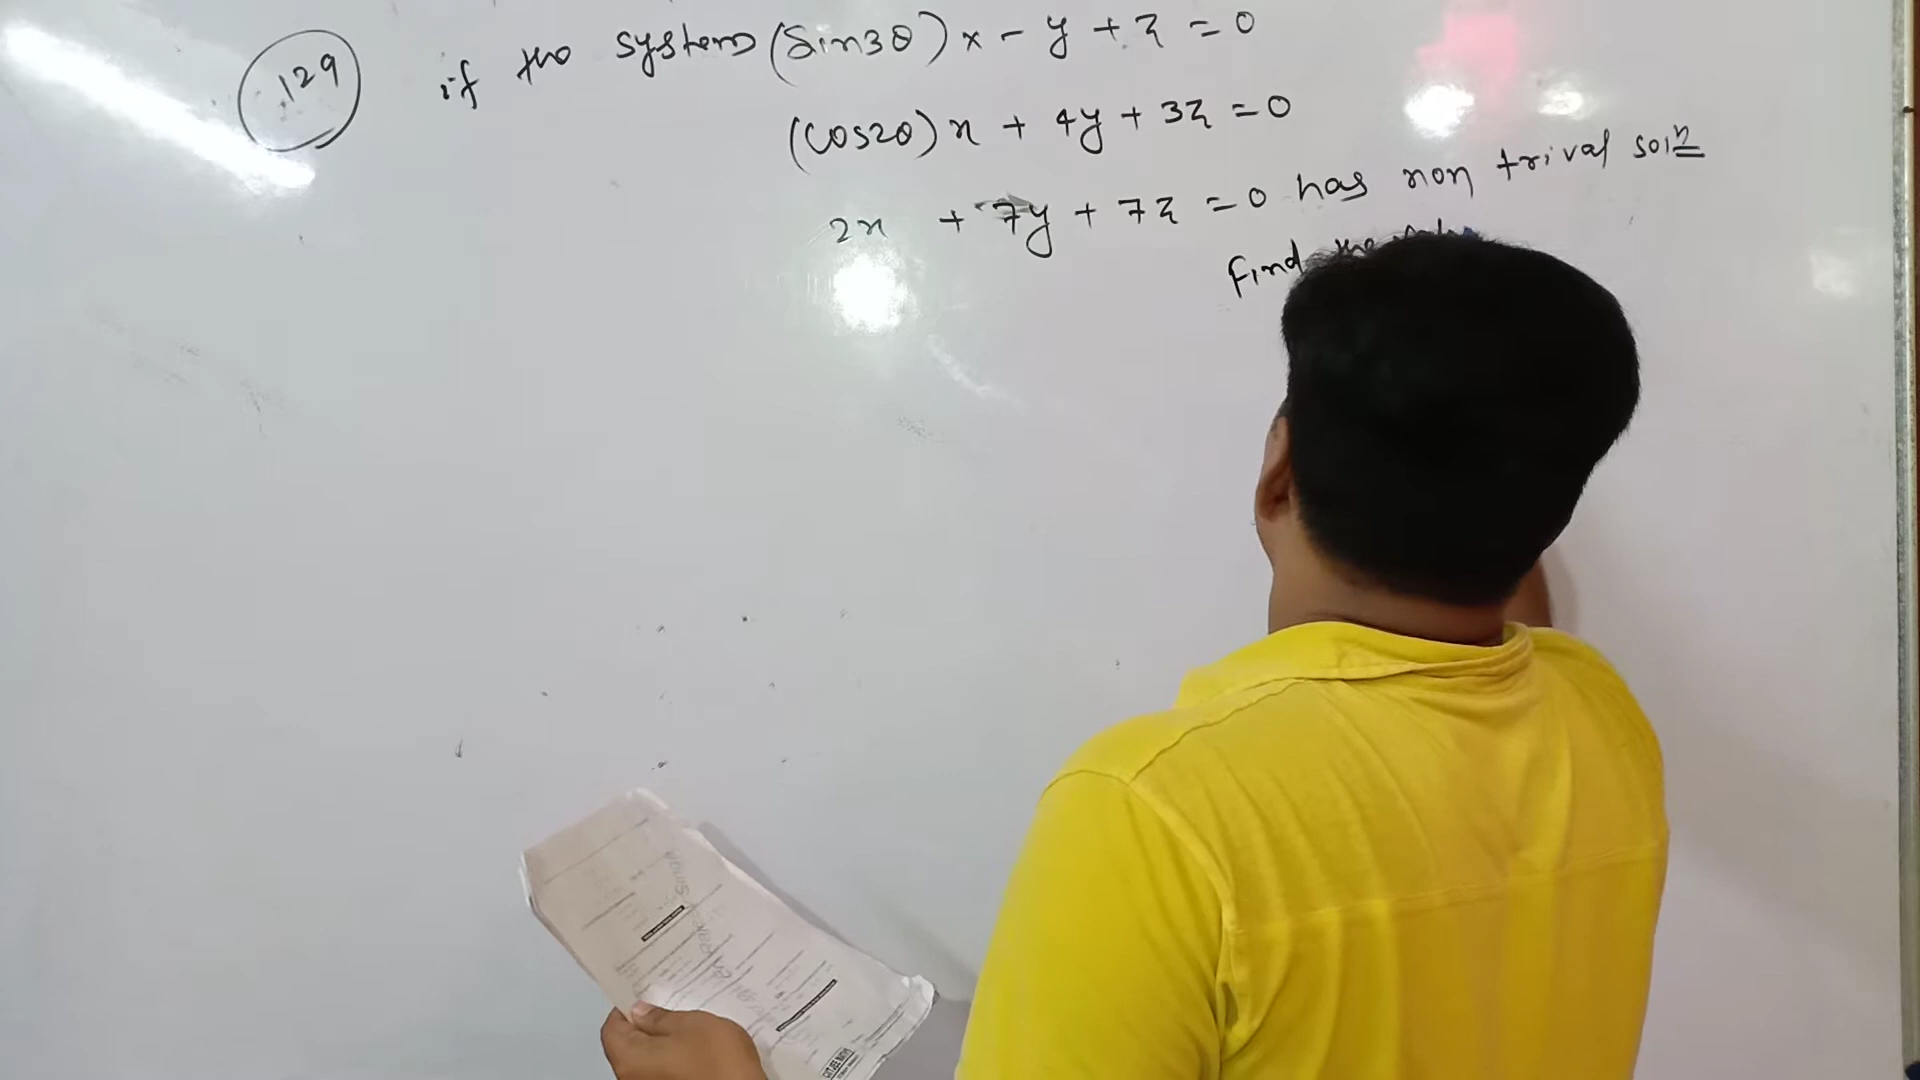 129 if the system (Sin3θ) x - y + z = 0
(cos2θ) x + 4y + 3z = 0
2x + 7y + 7z = 0 has non trival solⁿ
Find the